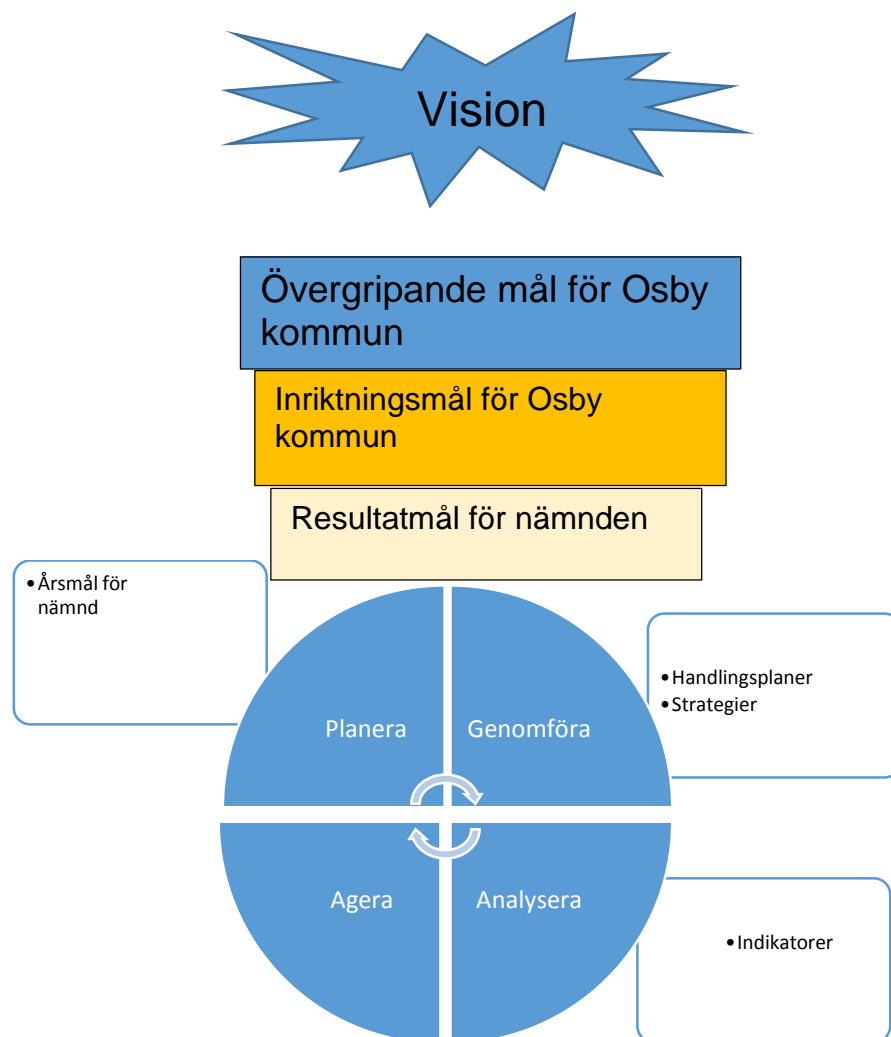 Vision
Övergripande mål för Osby
kommun
Inriktningsmål för Osby
kommun
Resultatmål för nämnden
•Årsmål för
nämnd
Planera
Genomföra
•Handlingsplaner
•Strategier
Agera
Analysera
•Indikatorer